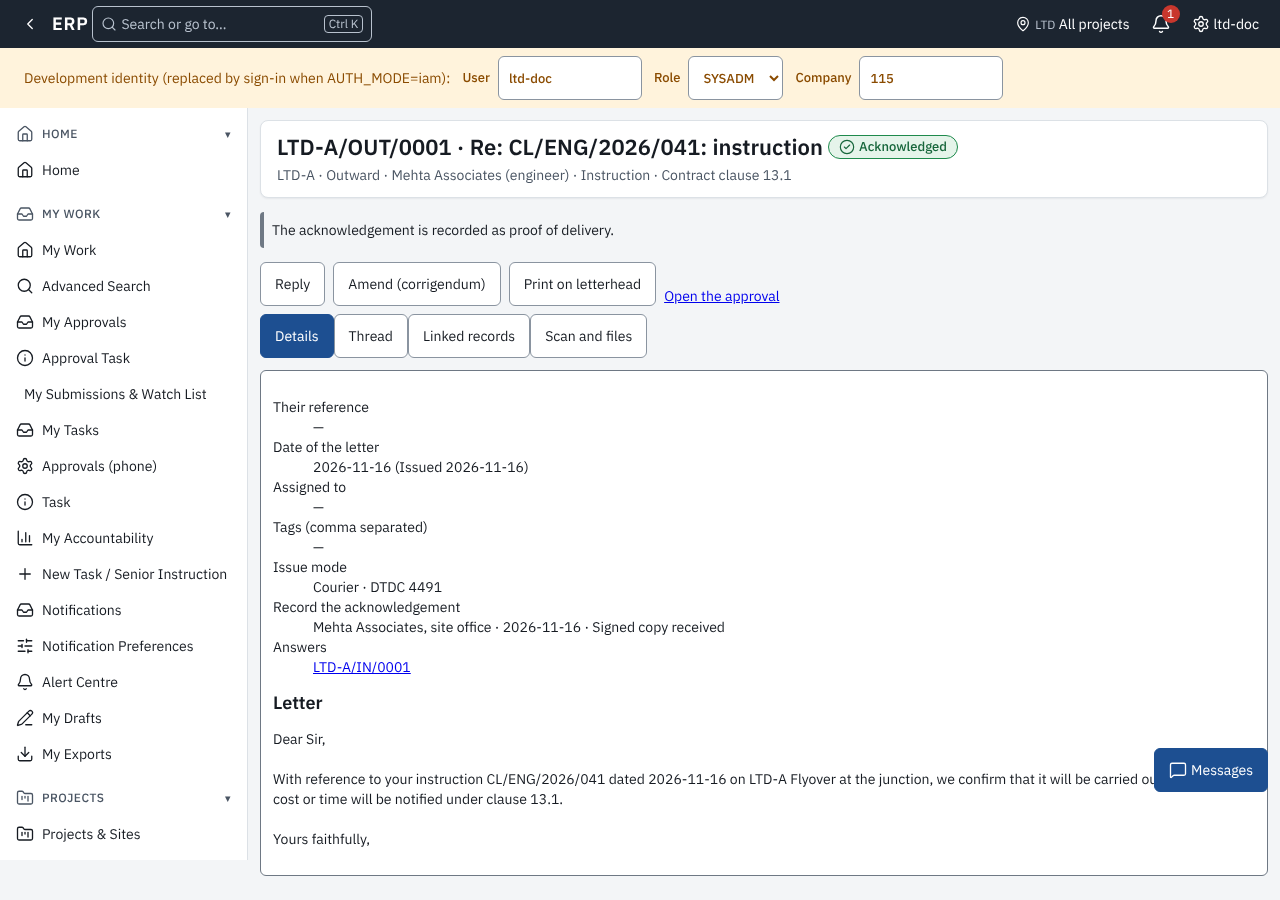 ERP
Search or go to...
Ctrl K
LTD All projects
1
ltd-doc
Development identity (replaced by sign-in when AUTH_MODE=iam):
User
ltd-doc
Role
SYSADM
Company
115
HOME
Home
MY WORK
My Work
Advanced Search
My Approvals
Approval Task
My Submissions & Watch List
My Tasks
Approvals (phone)
Task
My Accountability
New Task / Senior Instruction
Notifications
Notification Preferences
Alert Centre
My Drafts
My Exports
PROJECTS
Projects & Sites
LTD-A/OUT/0001 · Re: CL/ENG/2026/041: instruction
Acknowledged
LTD-A · Outward · Mehta Associates (engineer) · Instruction · Contract clause 13.1
The acknowledgement is recorded as proof of delivery.
Reply
Amend (corrigendum)
Print on letterhead
Open the approval
Details
Thread
Linked records
Scan and files
Their reference
—
Date of the letter
2026-11-16 (Issued 2026-11-16)
Assigned to
—
Tags (comma separated)
—
Issue mode
Courier · DTDC 4491
Record the acknowledgement
Mehta Associates, site office · 2026-11-16 · Signed copy received
Answers
LTD-A/IN/0001
Letter
Dear Sir,
With reference to your instruction CL/ENG/2026/041 dated 2026-11-16 on LTD-A Flyover at the junction, we confirm that it will be carried
cost or time will be notified under clause 13.1.
Yours faithfully,
Messages